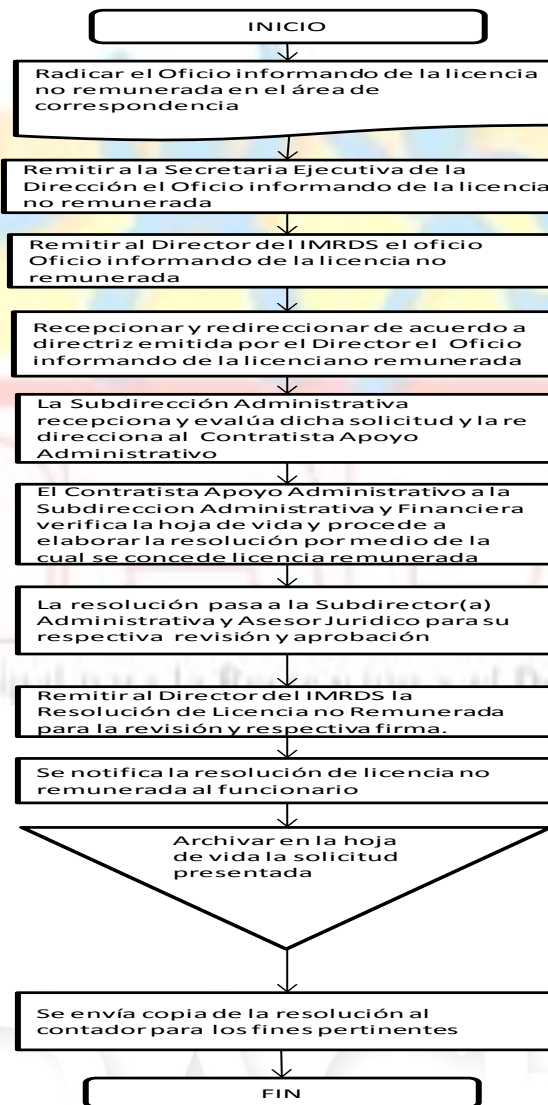 INICIO
Radicar el Oficio informando de la licencia
no remunerada en el área de
correspondencia
Remitir a la Secretaria Ejecutiva de la
Dirección el Oficio informando de la licencia
no remunerada
Remitir al Director del IMRDS el oficio
Oficio informando de la licencia no
remunerada
Recepcionar y redireccionar de acuerdo a
directriz emitida por el Director el Oficio
informando de la licenciano remunerada
La Subdirección Administrativa
recepciona y evalúa dicha solicitud y la re
direcciona al Contratista Apoyo
Administrativo
El Contratista Apoyo Administrativo a la
Subdireccion Administrativa y Financiera
verifica la hoja de vida y procede a
elaborar la resolución por medio de la
cual se concede licencia remunerada
La resolución pasa a la Subdirector(a)
Administrativa y Asesor Juridico para su
respectiva revisión y aprobación
Remitir al Director del IMRDS la
Resolución de Licencia no Remunerada
para la revisión y respectiva firma.
Se notifica la resolución de licencia no
remunerada al funcionario
Archivar en la hoja
de vida la solicitud
presentada
Se envía copia de la resolución al
contador para los fines pertinentes
FIN